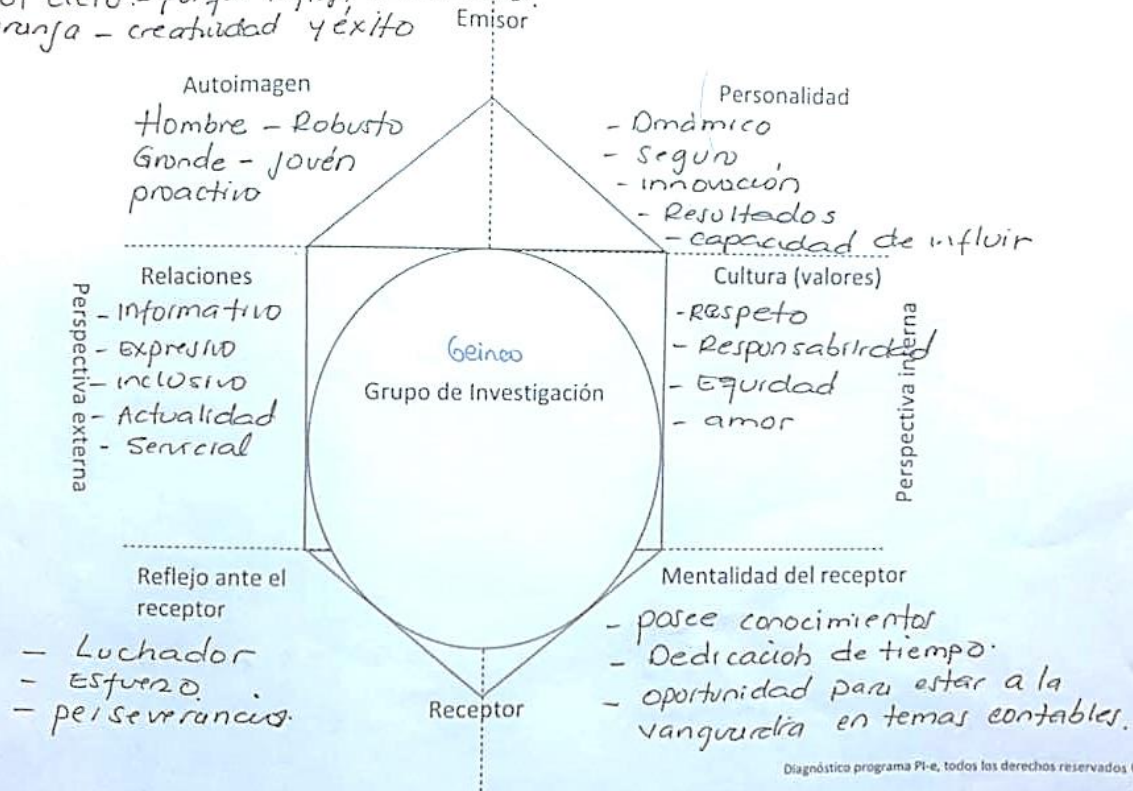 creatividad y éxito
Emisor
Autoimagen
Hombre - Robusto
Grande - Jovén
proactivo
Personalidad
- Dinámico
- Seguro
- innovación
- Resultados
- capacidad de influir
Relaciones
- Informativo
- Expresivo
- inclusivo
- Actualidad
- Servicial
Perspectiva externa
Geinco
Grupo de Investigación
Cultura (valores)
- Respeto
- Responsabilidad
- Equidad
- amor
Perspectiva interna
Reflejo ante el
receptor
- Luchador
- Esfuerzo.
- perseverancia.
Mentalidad del receptor
- posee conocimientos
- Dedicación de tiempo.
- oportunidad para estar a la
vanguardia en temas contables.
Receptor
Diagnóstico programa PI-e, todos los derechos reservados